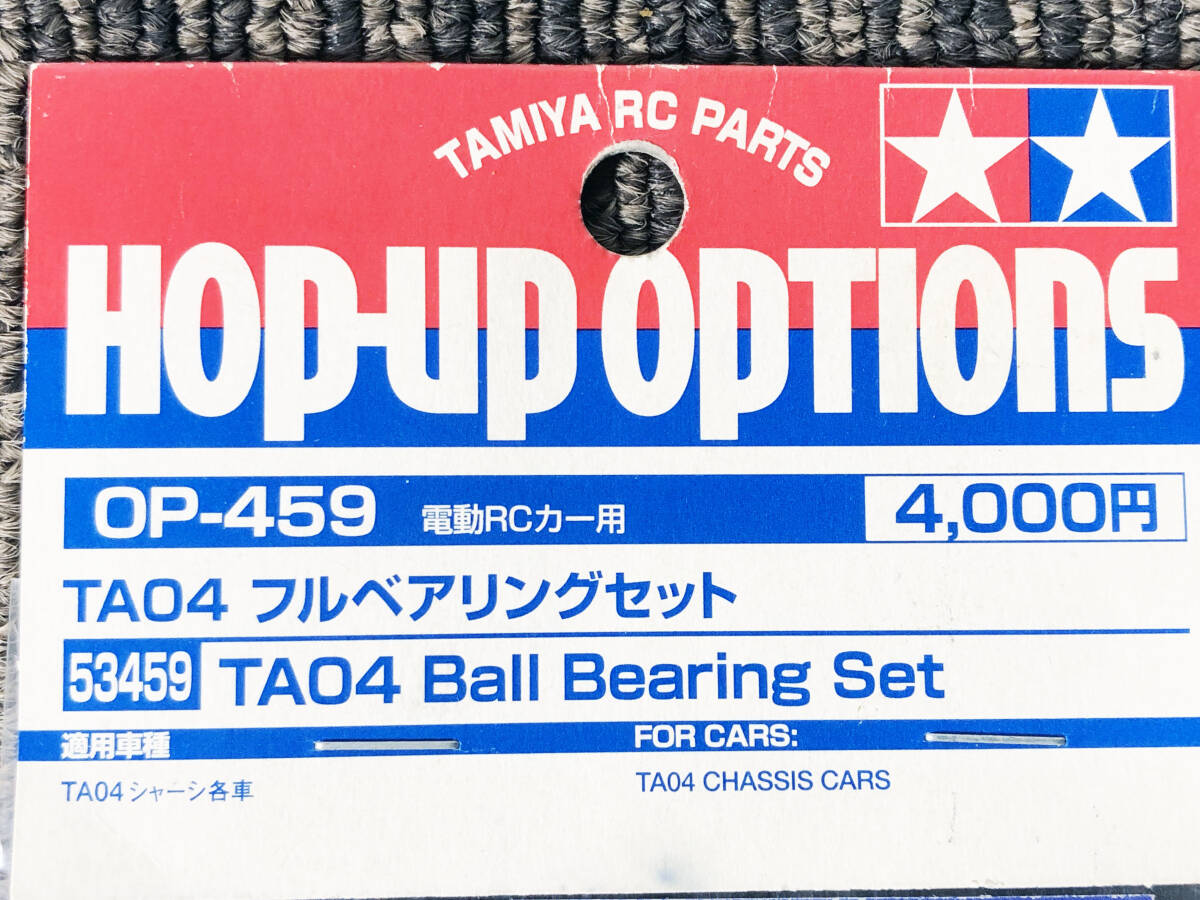 TAMIYA RC PARTS
HOP-UP OPTIONS
OP-459 電動RCカー用 4,000円
TA04 フルベアリングセット
53459 TA04 Ball Bearing Set
適用車種 FOR CARS:
TA04シャーシ各車 TA04 CHASSIS CARS